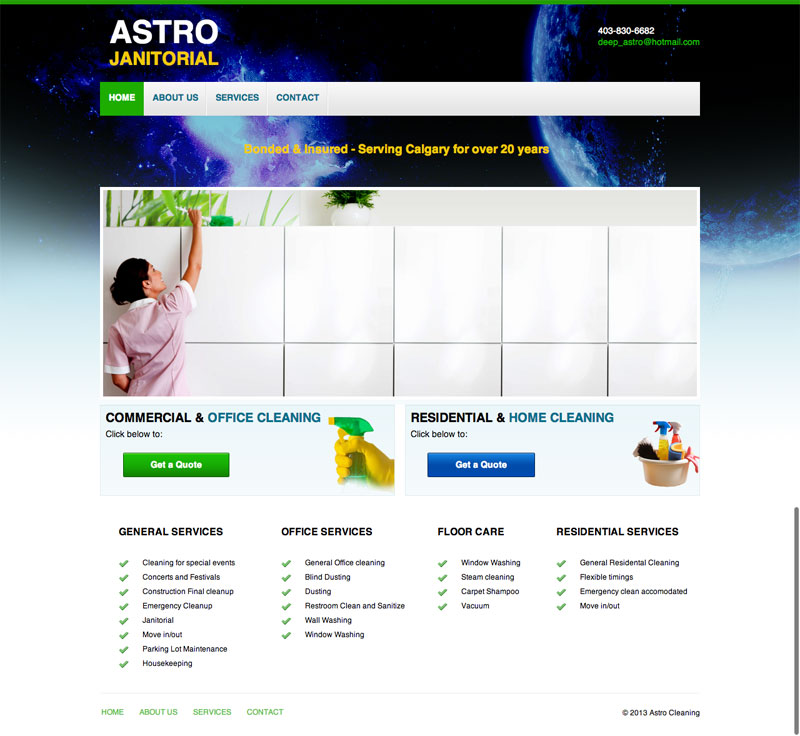 ASTRO
JANITORIAL
403-830-6682
deep_astro@hotmail.com
HOME
ABOUT US
SERVICES
CONTACT
Bonded & Insured - Serving Calgary for over 20 years
COMMERCIAL & OFFICE CLEANING
Click below to:
Get a Quote
RESIDENTIAL & HOME CLEANING
Click below to:
Get a Quote
GENERAL SERVICES
Cleaning for special events
Concerts and Festivals
Construction Final cleanup
Emergency Cleanup
Janitorial
Move in/out
Parking Lot Maintenance
Housekeeping
OFFICE SERVICES
General Office cleaning
Blind Dusting
Dusting
Restroom Clean and Sanitize
Wall Washing
Window Washing
FLOOR CARE
Window Washing
Steam cleaning
Carpet Shampoo
Vacuum
RESIDENTIAL SERVICES
General Residental Cleaning
Flexible timings
Emergency clean accomodated
Move in/out
HOME
ABOUT US
SERVICES
CONTACT
© 2013 Astro Cleaning